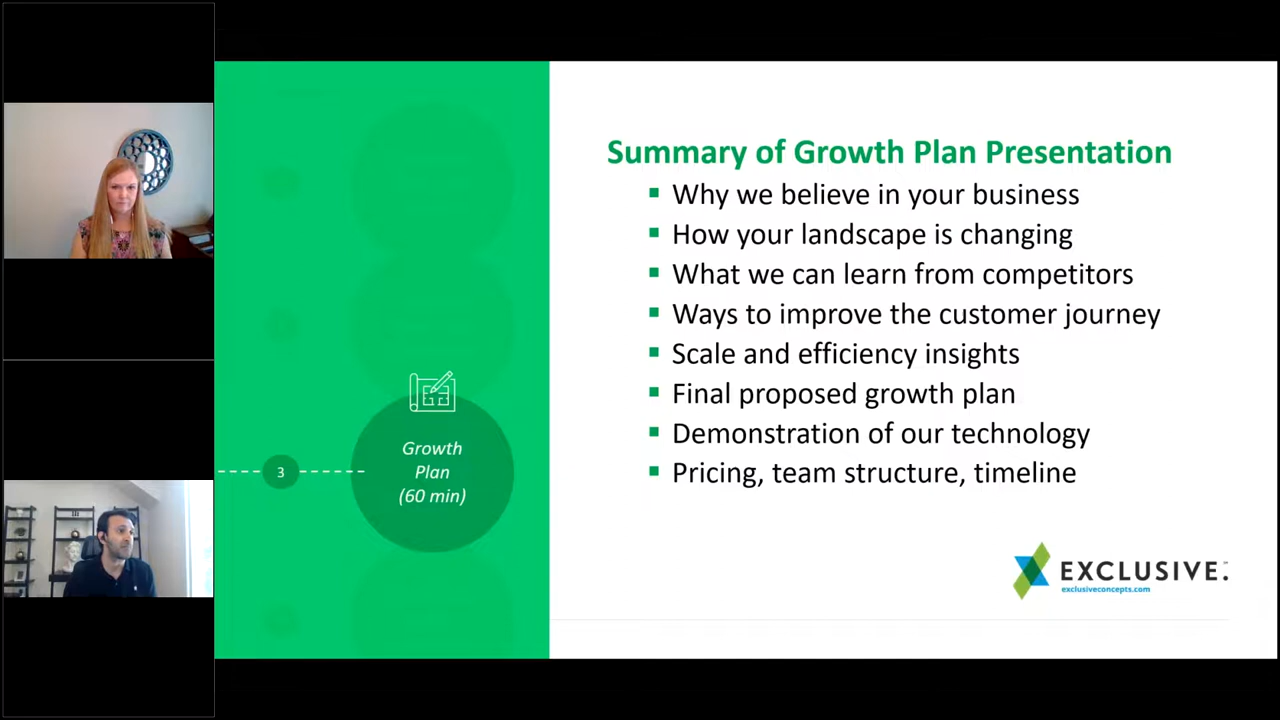 3
Growth
Plan
(60 min)
Summary of Growth Plan Presentation
Why we believe in your business
How your landscape is changing
What we can learn from competitors
Ways to improve the customer journey
Scale and efficiency insights
Final proposed growth plan
Demonstration of our technology
Pricing, team structure, timeline
EXCLUSIVE.
exclusiveconcepts.com